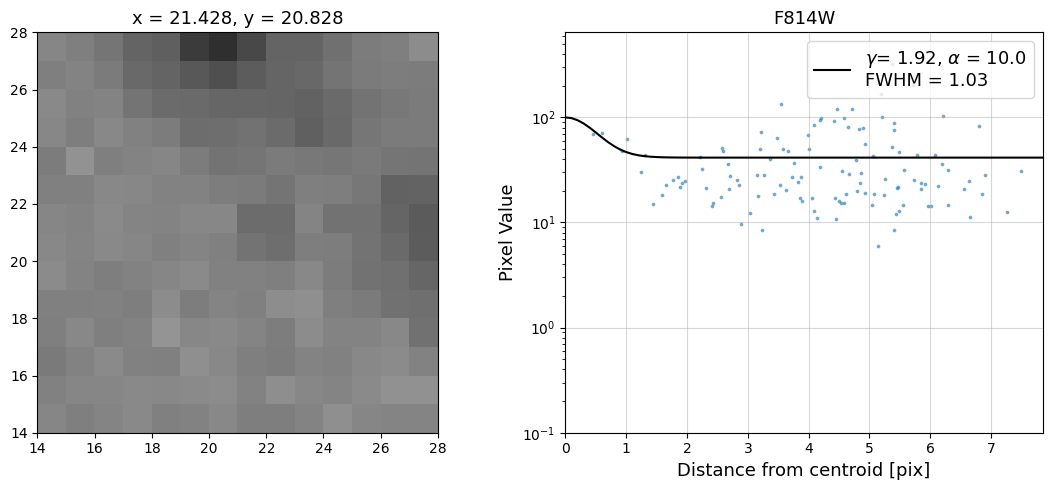 x = 21.428, y = 20.828
28
26
24
22
20
18
16
14
14 16 18 20 22 24 26 28
F814W
γ= 1.92, α = 10.0
FWHM = 1.03
Pixel Value
10²
10¹
10⁰
10⁻¹
0 1 2 3 4 5 6 7
Distance from centroid [pix]